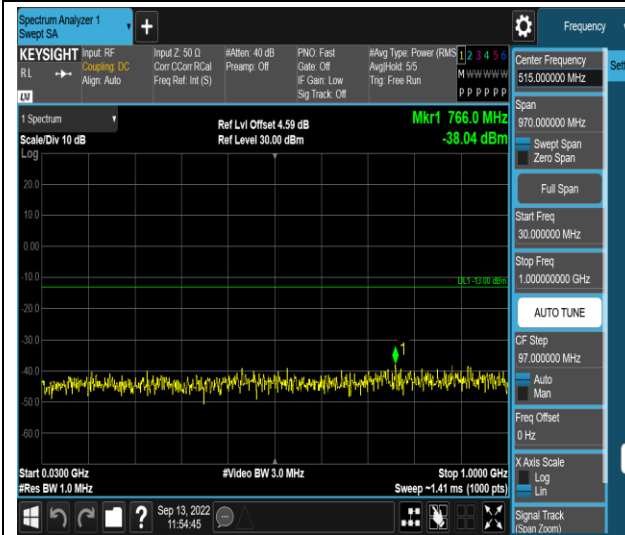 Spectrum Analyzer 1
Swept SA
Frequency
KEYSIGHT
RL
LXI
Input: RF
Coupling: DC
Align: Auto
Input Z: 50 Ω
Corr CCorr RCal
Freq Ref: Int (S)
#Atten: 40 dB
Preamp: Off
PNO: Fast
Gate: Off
IF Gain: Low
Sig Track: Off
#Avg Type: Power (RMS
Avg|Hold: 5/5
Trig: Free Run
1 2 3 4 5 6
M W W W W W
P P P P P P
1 Spectrum
Scale/Div 10 dB
Log
Ref Lvl Offset 4.59 dB
Ref Level 30.00 dBm
Mkr1 766.0 MHz
-38.04 dBm
20.0
10.0
0.00
-10.0
DL1 -13.00 dBm
-20.0
-30.0
1
-40.0
-50.0
-60.0
Start 0.0300 GHz
#Res BW 1.0 MHz
#Video BW 3.0 MHz
Stop 1.0000 GHz
Sweep ~1.41 ms (1000 pts)
?
Sep 13, 2022
11:54:45
Center Frequency
515.000000 MHz
Span
970.000000 MHz
Swept Span
Zero Span
Full Span
Start Freq
30.000000 MHz
Stop Freq
1.000000000 GHz
AUTO TUNE
CF Step
97.000000 MHz
Auto
Man
Freq Offset
0 Hz
X Axis Scale
Log
Lin
Signal Track
(Span Zoom)